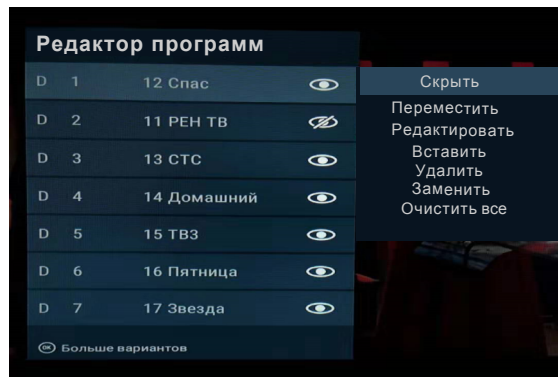 Редактор программ
D 1 12 Спас
D 2 11 РЕН ТВ
D 3 13 СТС
D 4 14 Домашний
D 5 15 ТВ3
D 6 16 Пятница
D 7 17 Звезда
OK Больше вариантов
Скрыть
Переместить
Редактировать
Вставить
Удалить
Заменить
Очистить все